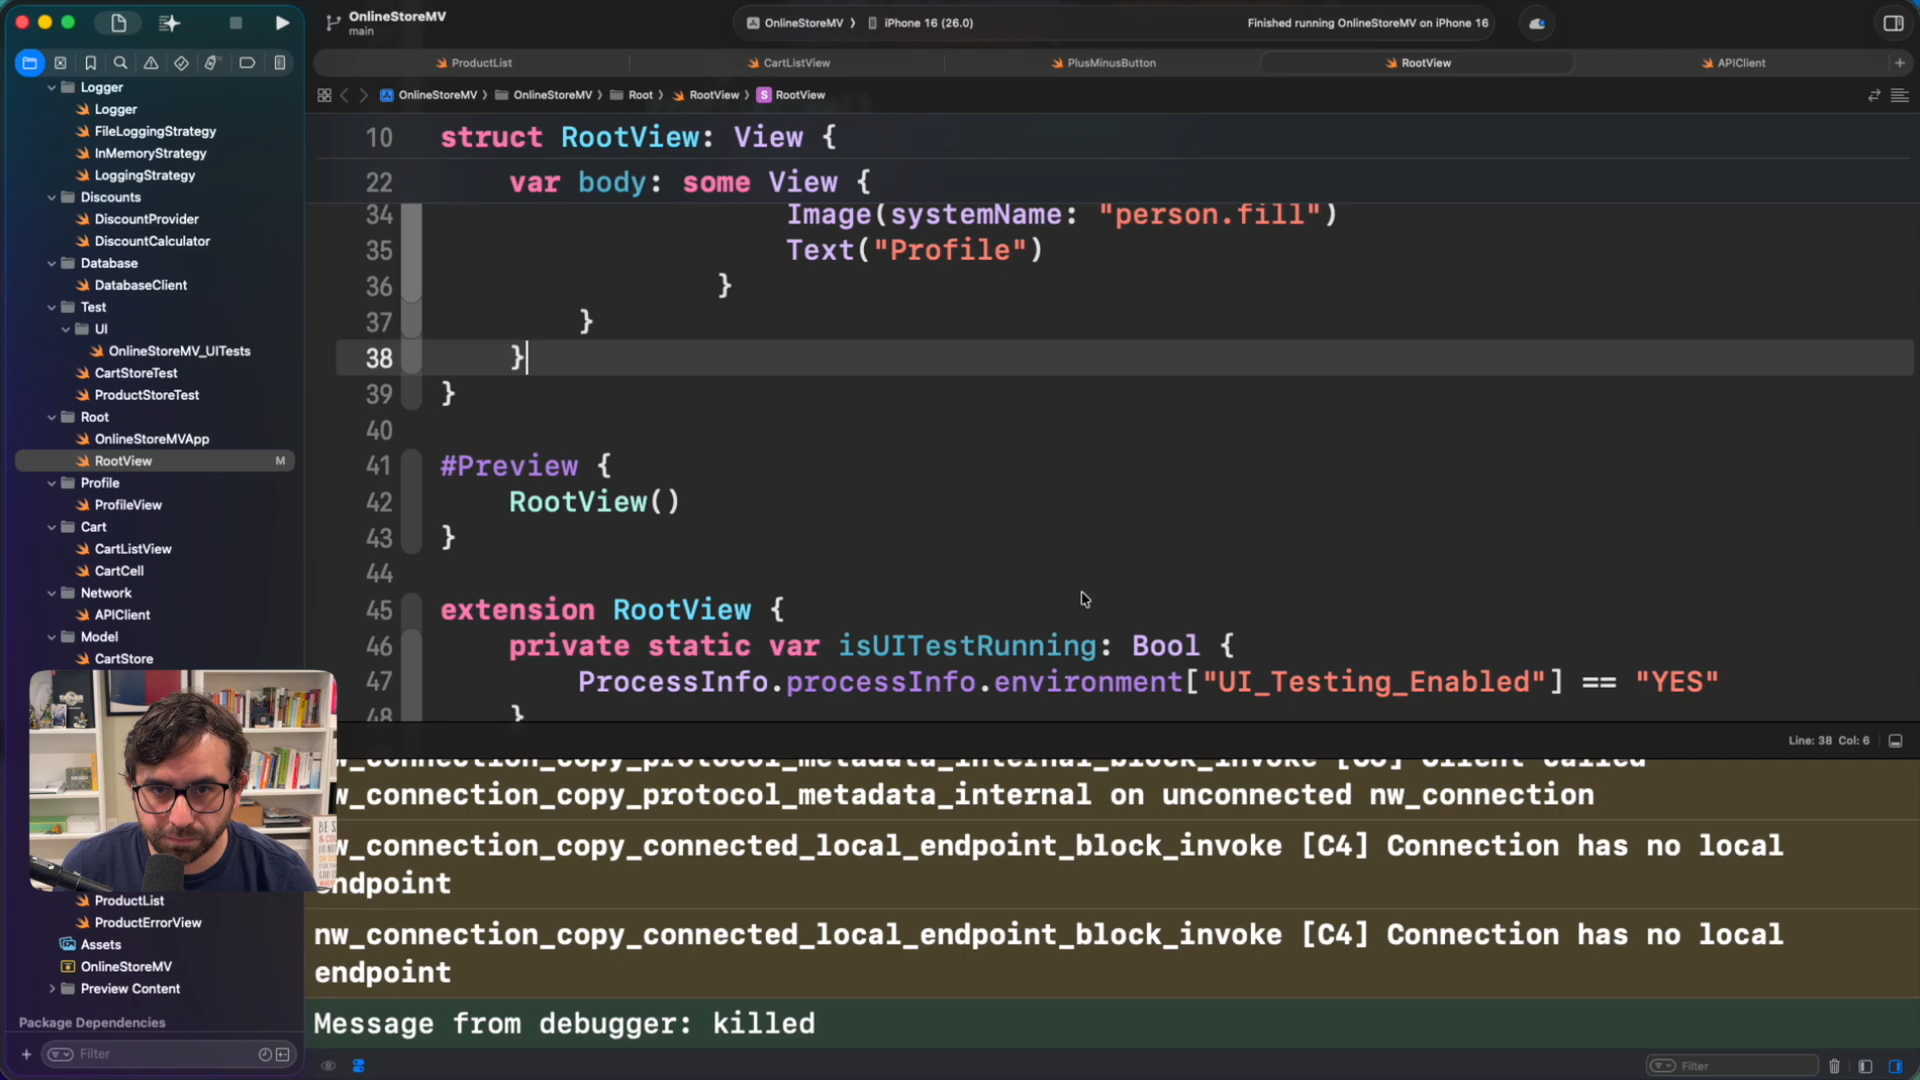 OnlineStoreMV
main
OnlineStoreMV
iPhone 16 (26.0)
Finished running OnlineStoreMV on iPhone 16
ProductList
CartListView
PlusMinusButton
RootView
APIClient
OnlineStoreMV
OnlineStoreMV
Root
RootView
S RootView
Logger
Logger
FileLoggingStrategy
InMemoryStrategy
LoggingStrategy
Discounts
DiscountProvider
DiscountCalculator
Database
DatabaseClient
Test
UI
OnlineStoreMV_UITests
CartStoreTest
ProductStoreTest
Root
OnlineStoreMVApp
RootView M
Profile
ProfileView
Cart
CartListView
CartCell
Network
APIClient
Model
CartStore
ProductList
ProductErrorView
Assets
OnlineStoreMV
Preview Content
Package Dependencies
Filter
10 struct RootView: View {
22 var body: some View {
34 Image(systemName: "person.fill")
35 Text("Profile")
36 }
37 }
38 }
39 }
40
41 #Preview {
42 RootView()
43 }
44
45 extension RootView {
46 private static var isUITestRunning: Bool {
47 ProcessInfo.processInfo.environment["UI_Testing_Enabled"] == "YES"
48 }
Line: 38 Col: 6
w_connection_copy_protocol_metadata_internal_block_invoke Client called
w_connection_copy_protocol_metadata_internal on unconnected nw_connection
w_connection_copy_connected_local_endpoint_block_invoke [C4] Connection has no local
ndpoint
nw_connection_copy_connected_local_endpoint_block_invoke [C4] Connection has no local
endpoint
Message from debugger: killed
Filter